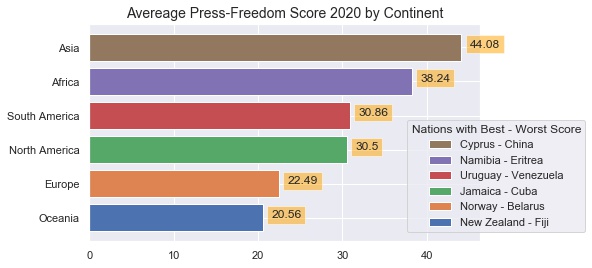 Avereage Press-Freedom Score 2020 by Continent
Asia
44.08
Africa
38.24
South America
30.86
North America
30.5
Europe
22.49
Oceania
20.56
0 10 20 30 40
Nations with Best - Worst Score
Cyprus - China
Namibia - Eritrea
Uruguay - Venezuela
Jamaica - Cuba
Norway - Belarus
New Zealand - Fiji